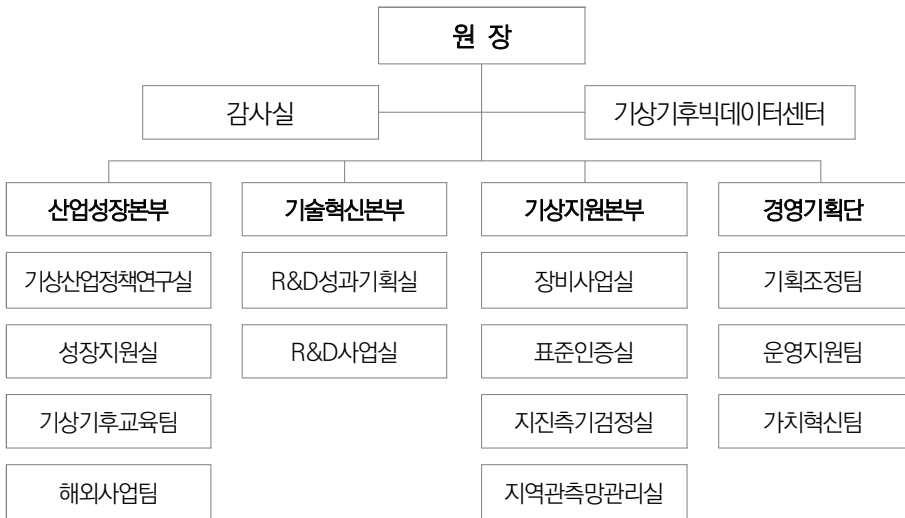 원 장
감사실
기상기후빅데이터센터
산업성장본부
기술혁신본부
기상지원본부
경영기획단
기상산업정책연구실
R&D성과기획실
장비사업실
기획조정팀
성장지원실
R&D사업실
표준인증실
운영지원팀
기상기후교육팀
지진측기검정실
가치혁신팀
해외사업팀
지역관측망관리실